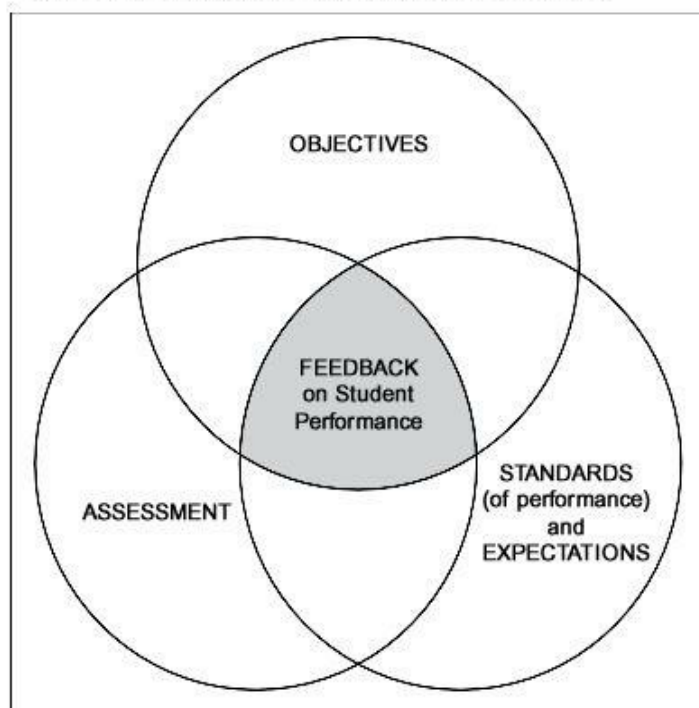 OBJECTIVES
FEEDBACK
on Student
Performance
ASSESSMENT
STANDARDS
(of performance)
and
EXPECTATIONS